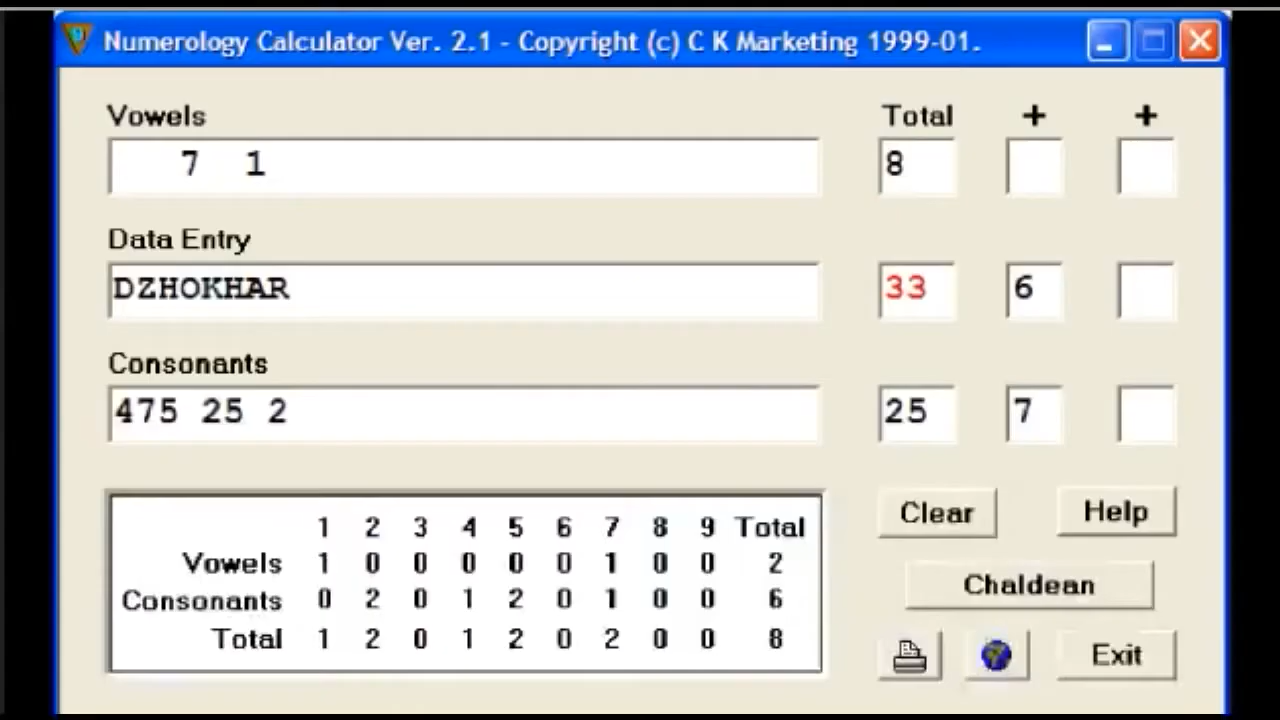 Numerology Calculator Ver. 2.1 - Copyright (c) C K Marketing 1999-01.
Vowels Total + +
7 1 8
Data Entry
DZHOKHAR 33 6
Consonants
475 25 2 25 7
1 2 3 4 5 6 7 8 9 Total
Vowels 1 0 0 0 0 0 1 0 0 2
Consonants 0 2 0 1 2 0 1 0 0 6
Total 1 2 0 1 2 0 2 0 0 8
Clear Help
Chaldean
Exit